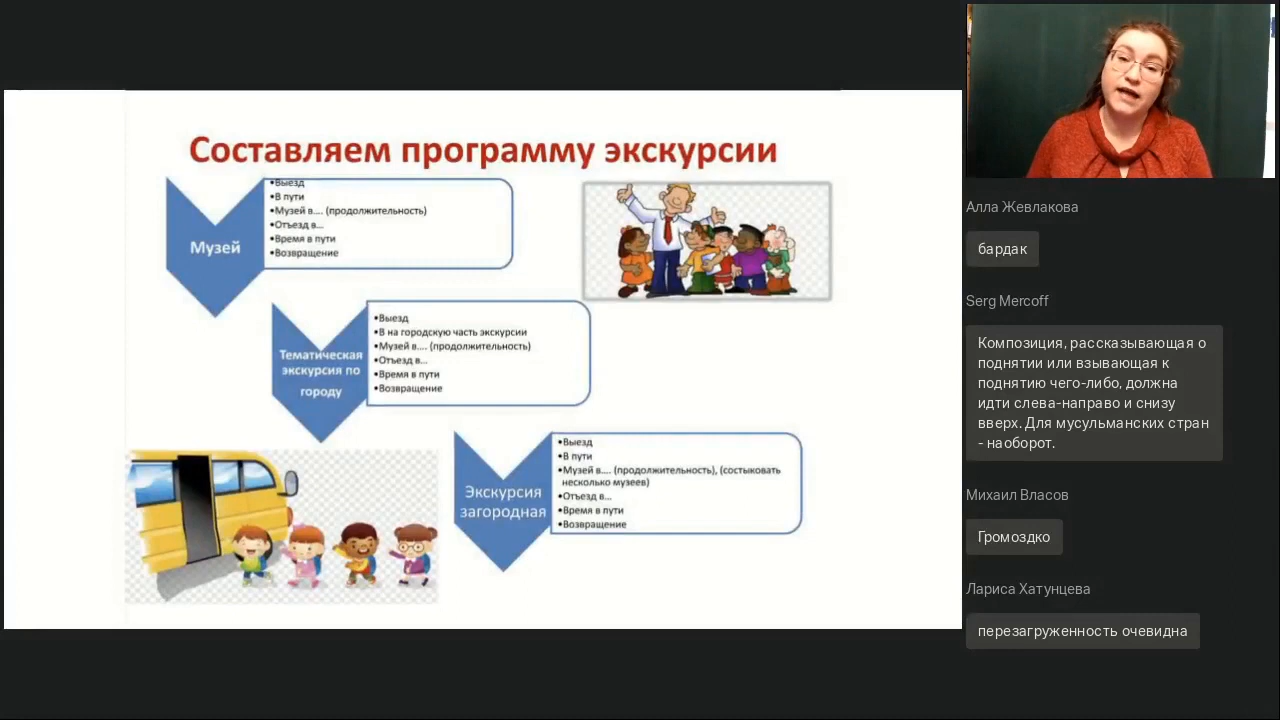 Составляем программу экскурсии
Музей
•Выезд
•В пути
•Музей в.... (продолжительность)
•Отъезд в...
•Время в пути
•Возвращение
Тематическая
экскурсия по
городу
•Выезд
•В на городскую часть экскурсии
•Музей в.... (продолжительность)
•Отъезд в...
•Время в пути
•Возвращение
Экскурсия
загородная
•Выезд
•В пути
•Музей в.... (продолжительность), (состыковать
несколько музеев)
•Отъезд в...
•Время в пути
•Возвращение
Алла Жевлакова
бардак
Serg Mercoff
Композиция, рассказывающая о
поднятии или взывающая к
поднятию чего-либо, должна
идти слева-направо и снизу
вверх. Для мусульманских стран
- наоборот.
Михаил Власов
Громоздко
Лариса Хатунцева
перезагруженность очевидна